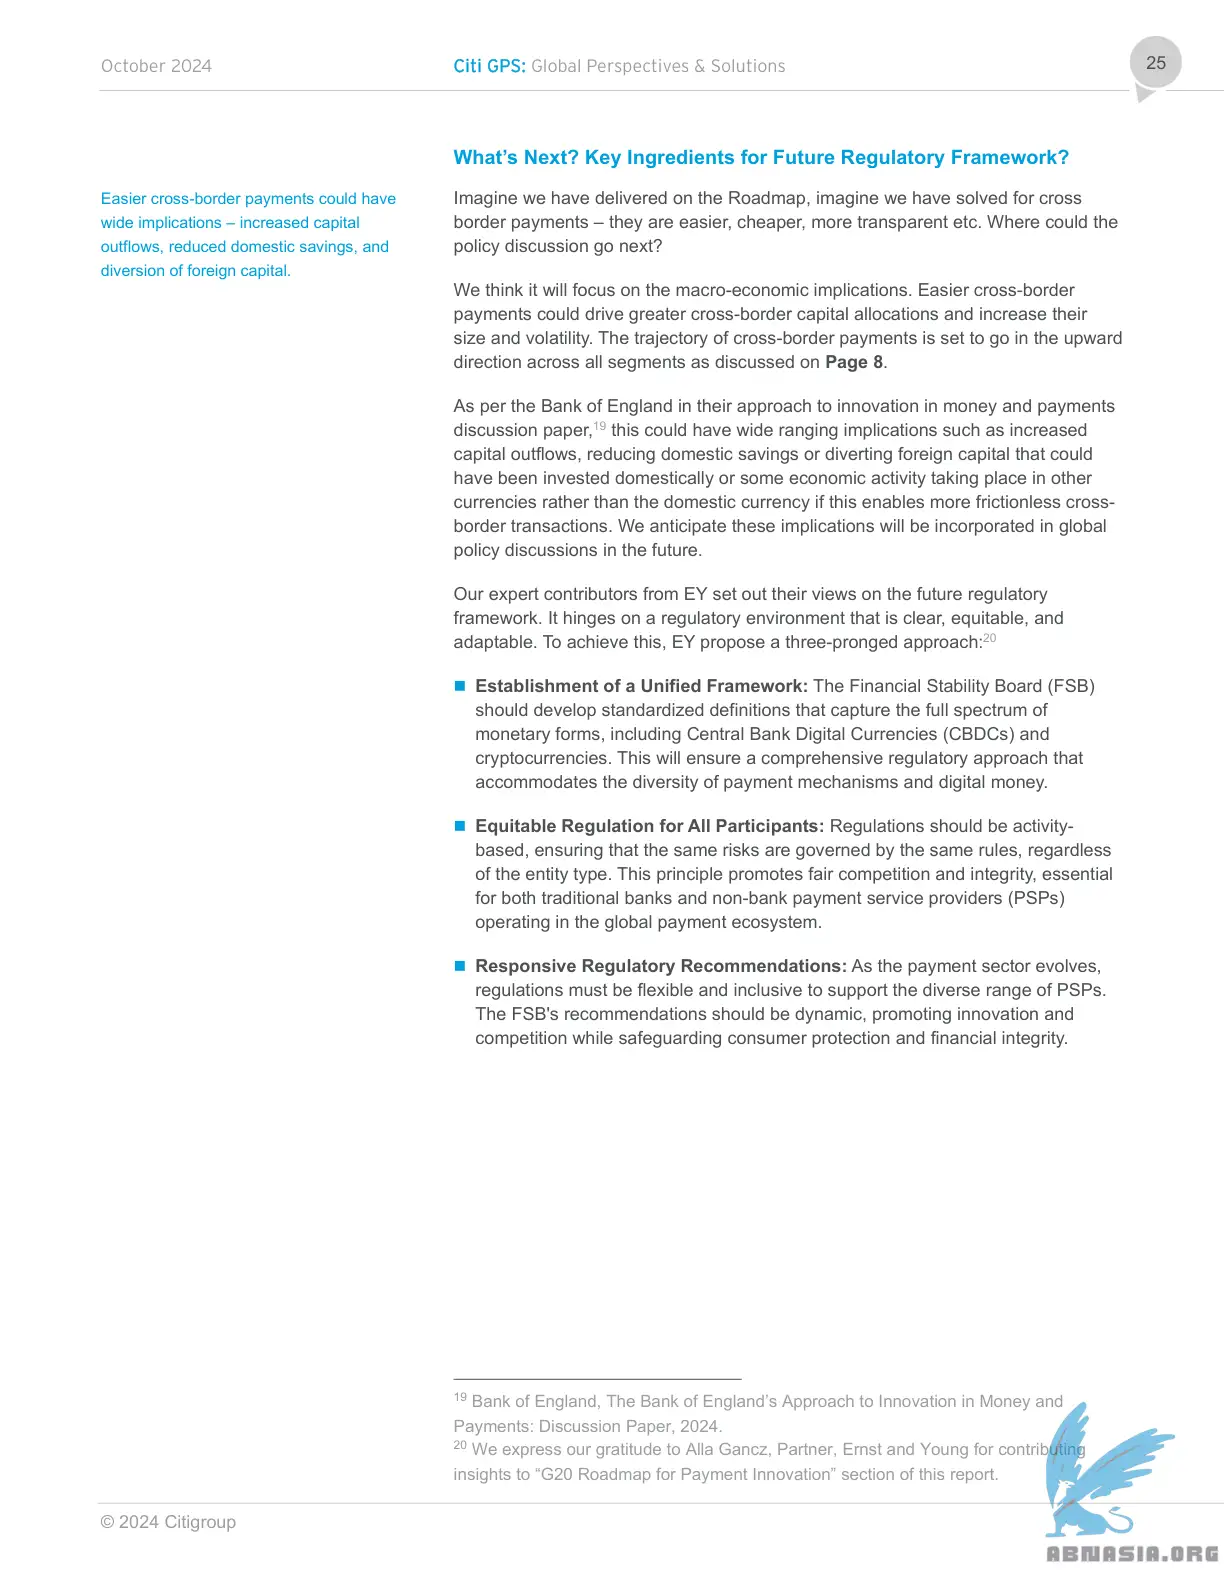 October 2024
Citi GPS: Global Perspectives & Solutions
25
What’s Next? Key Ingredients for Future Regulatory Framework?
Easier cross-border payments could have
wide implications – increased capital
outflows, reduced domestic savings, and
diversion of foreign capital.
Imagine we have delivered on the Roadmap, imagine we have solved for cross
border payments – they are easier, cheaper, more transparent etc. Where could the
policy discussion go next?
We think it will focus on the macro-economic implications. Easier cross-border
payments could drive greater cross-border capital allocations and increase their
size and volatility. The trajectory of cross-border payments is set to go in the upward
direction across all segments as discussed on Page 8.
As per the Bank of England in their approach to innovation in money and payments
discussion paper,19 this could have wide ranging implications such as increased
capital outflows, reducing domestic savings or diverting foreign capital that could
have been invested domestically or some economic activity taking place in other
currencies rather than the domestic currency if this enables more frictionless cross-
border transactions. We anticipate these implications will be incorporated in global
policy discussions in the future.
Our expert contributors from EY set out their views on the future regulatory
framework. It hinges on a regulatory environment that is clear, equitable, and
adaptable. To achieve this, EY propose a three-pronged approach:20
Establishment of a Unified Framework: The Financial Stability Board (FSB)
should develop standardized definitions that capture the full spectrum of
monetary forms, including Central Bank Digital Currencies (CBDCs) and
cryptocurrencies. This will ensure a comprehensive regulatory approach that
accommodates the diversity of payment mechanisms and digital money.
Equitable Regulation for All Participants: Regulations should be activity-
based, ensuring that the same risks are governed by the same rules, regardless
of the entity type. This principle promotes fair competition and integrity, essential
for both traditional banks and non-bank payment service providers (PSPs)
operating in the global payment ecosystem.
Responsive Regulatory Recommendations: As the payment sector evolves,
regulations must be flexible and inclusive to support the diverse range of PSPs.
The FSB's recommendations should be dynamic, promoting innovation and
competition while safeguarding consumer protection and financial integrity.
19 Bank of England, The Bank of England’s Approach to Innovation in Money and
Payments: Discussion Paper, 2024.
20 We express our gratitude to Alla Gancz, Partner, Ernst and Young for contributing
insights to “G20 Roadmap for Payment Innovation” section of this report.
© 2024 Citigroup
ABNASIA.ORG